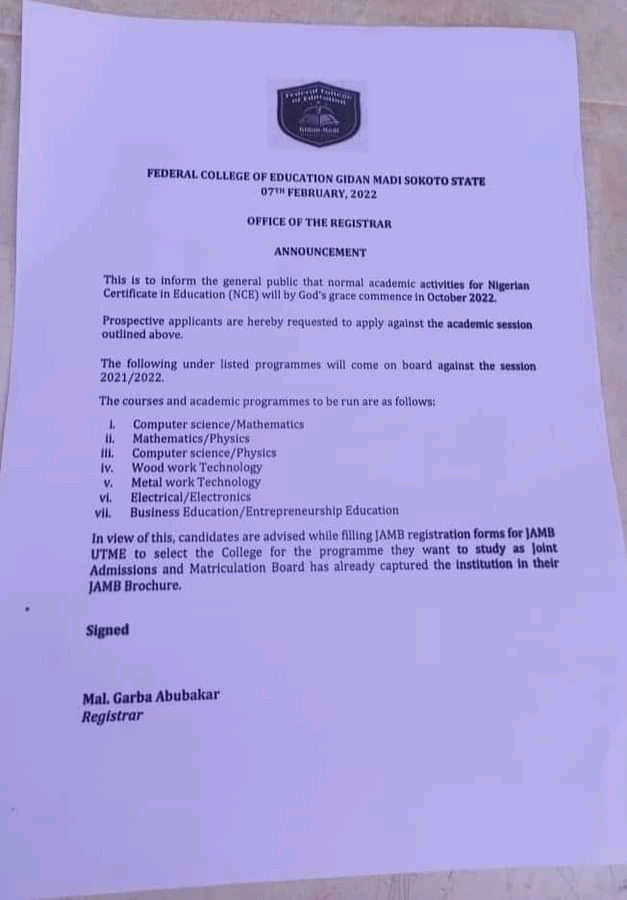 Federal College
of Education
Gidan Madi
FEDERAL COLLEGE OF EDUCATION GIDAN MADI SOKOTO STATE
07TH FEBRUARY, 2022
OFFICE OF THE REGISTRAR
ANNOUNCEMENT
This is to inform the general public that normal academic activities for Nigerian
Certificate in Education (NCE) will by God's grace commence in October 2022.
Prospective applicants are hereby requested to apply against the academic session
outlined above.
The following under listed programmes will come on board against the session
2021/2022.
The courses and academic programmes to be run are as follows:
i. Computer science/Mathematics
ii. Mathematics/Physics
iii. Computer science/Physics
iv. Wood work Technology
v. Metal work Technology
vi. Electrical/Electronics
vii. Business Education/Entrepreneurship Education
In view of this, candidates are advised while filling JAMB registration forms for JAMB
UTME to select the College for the programme they want to study as Joint
Admissions and Matriculation Board has already captured the institution in their
JAMB Brochure.
Signed
Mal. Garba Abubakar
Registrar